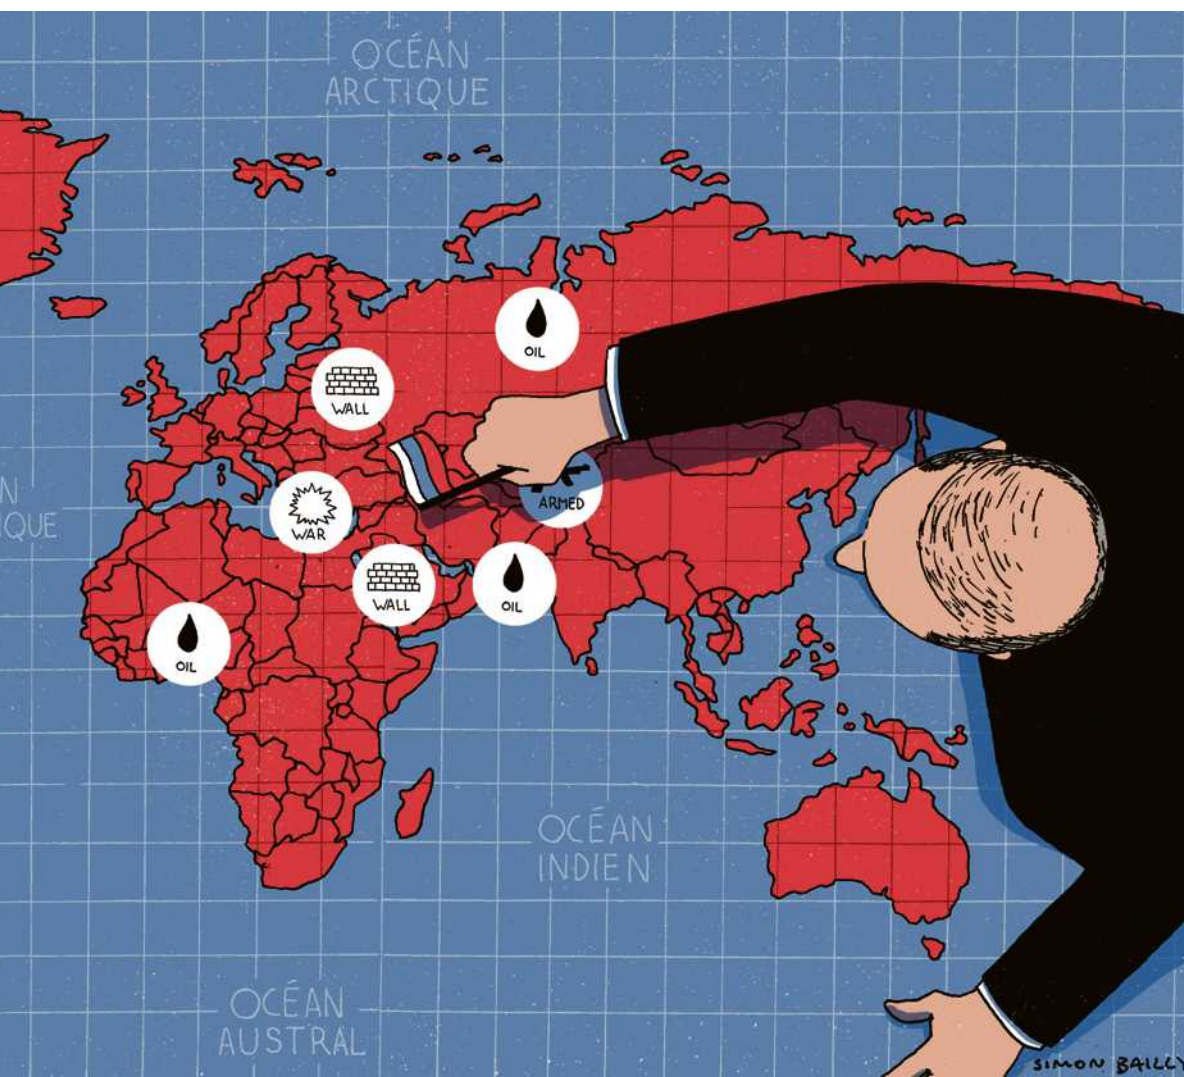 OCÉAN
ARCTIQUE
OIL
WALL
N
QUE
ARMED
WAR
WALL
OIL
OIL
OCÉAN
INDIEN
OCÉAN
AUSTRAL
SIMON BAILLY